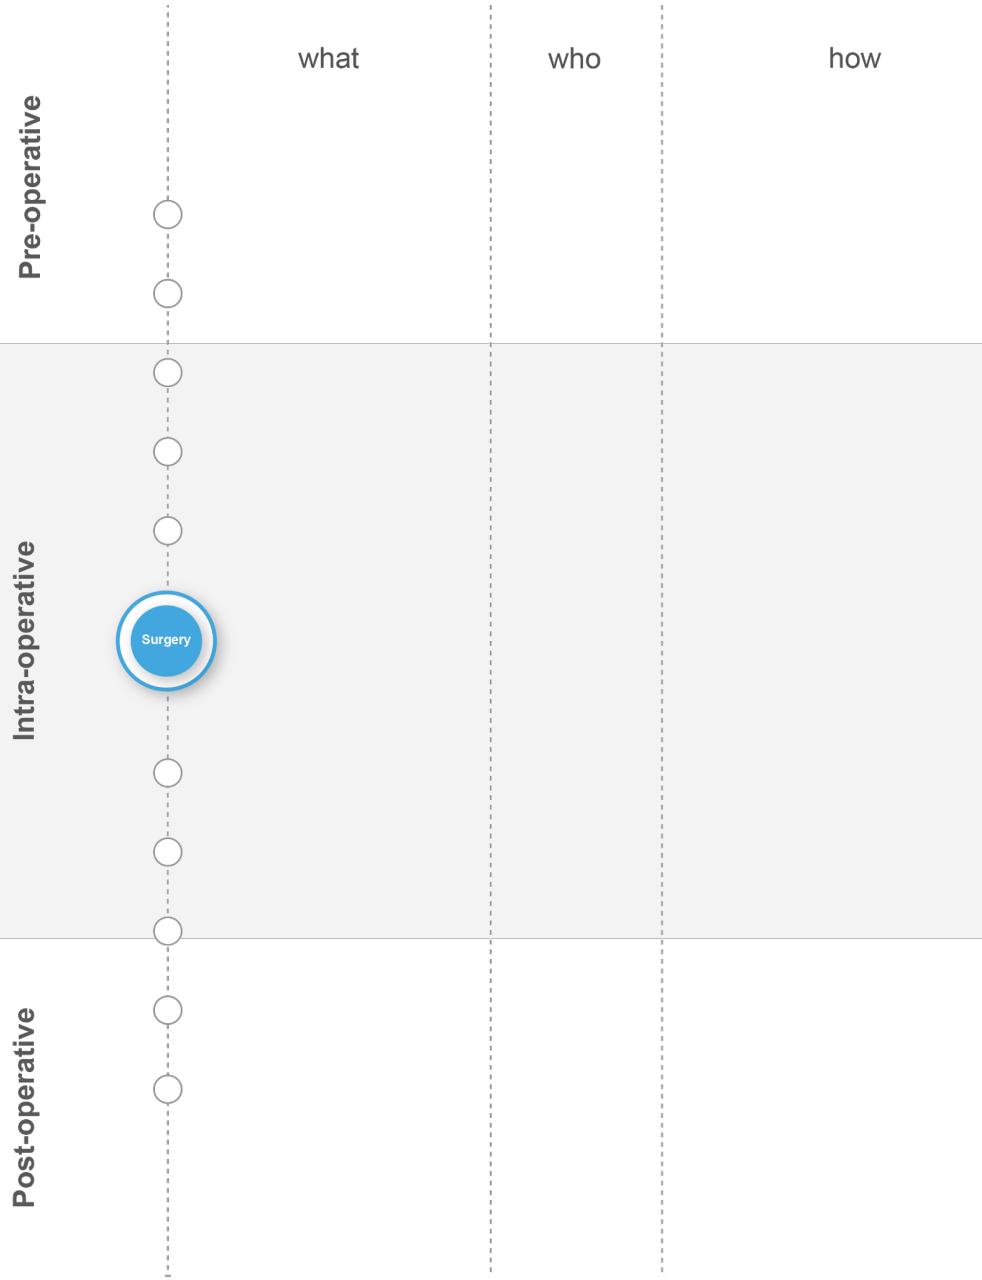 what
who
how
Pre-operative
Intra-operative
Surgery
Post-operative